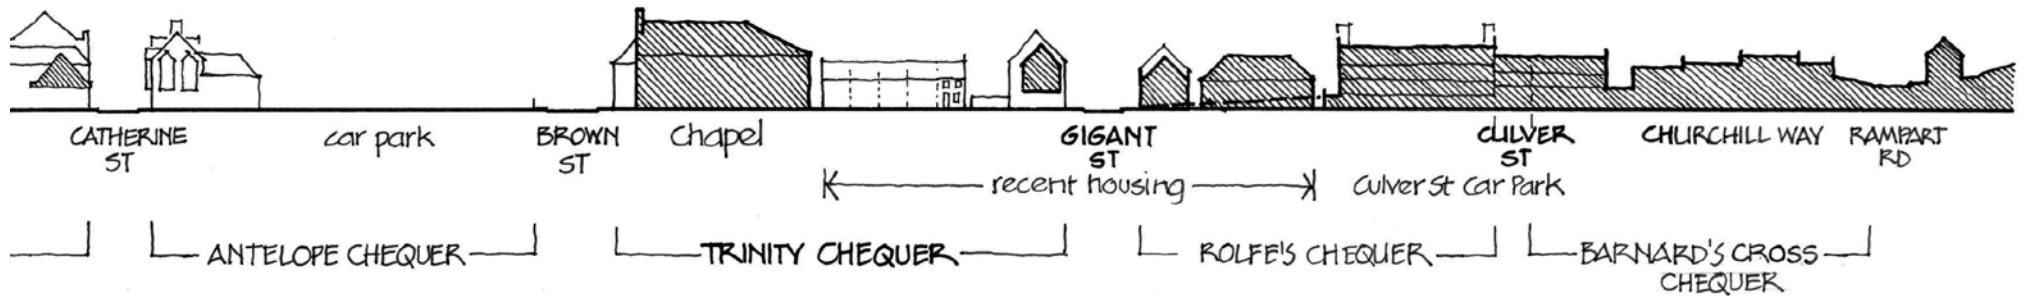 CATHERINE
ST
car park
BROWN
ST
chapel
GIGANT
ST
CULVER
ST
CHURCHILL WAY
RAMPART
RD
recent housing
Culver St Car Park
ANTELOPE CHEQUER
TRINITY CHEQUER
ROLFE'S CHEQUER
BARNARD'S CROSS
CHEQUER